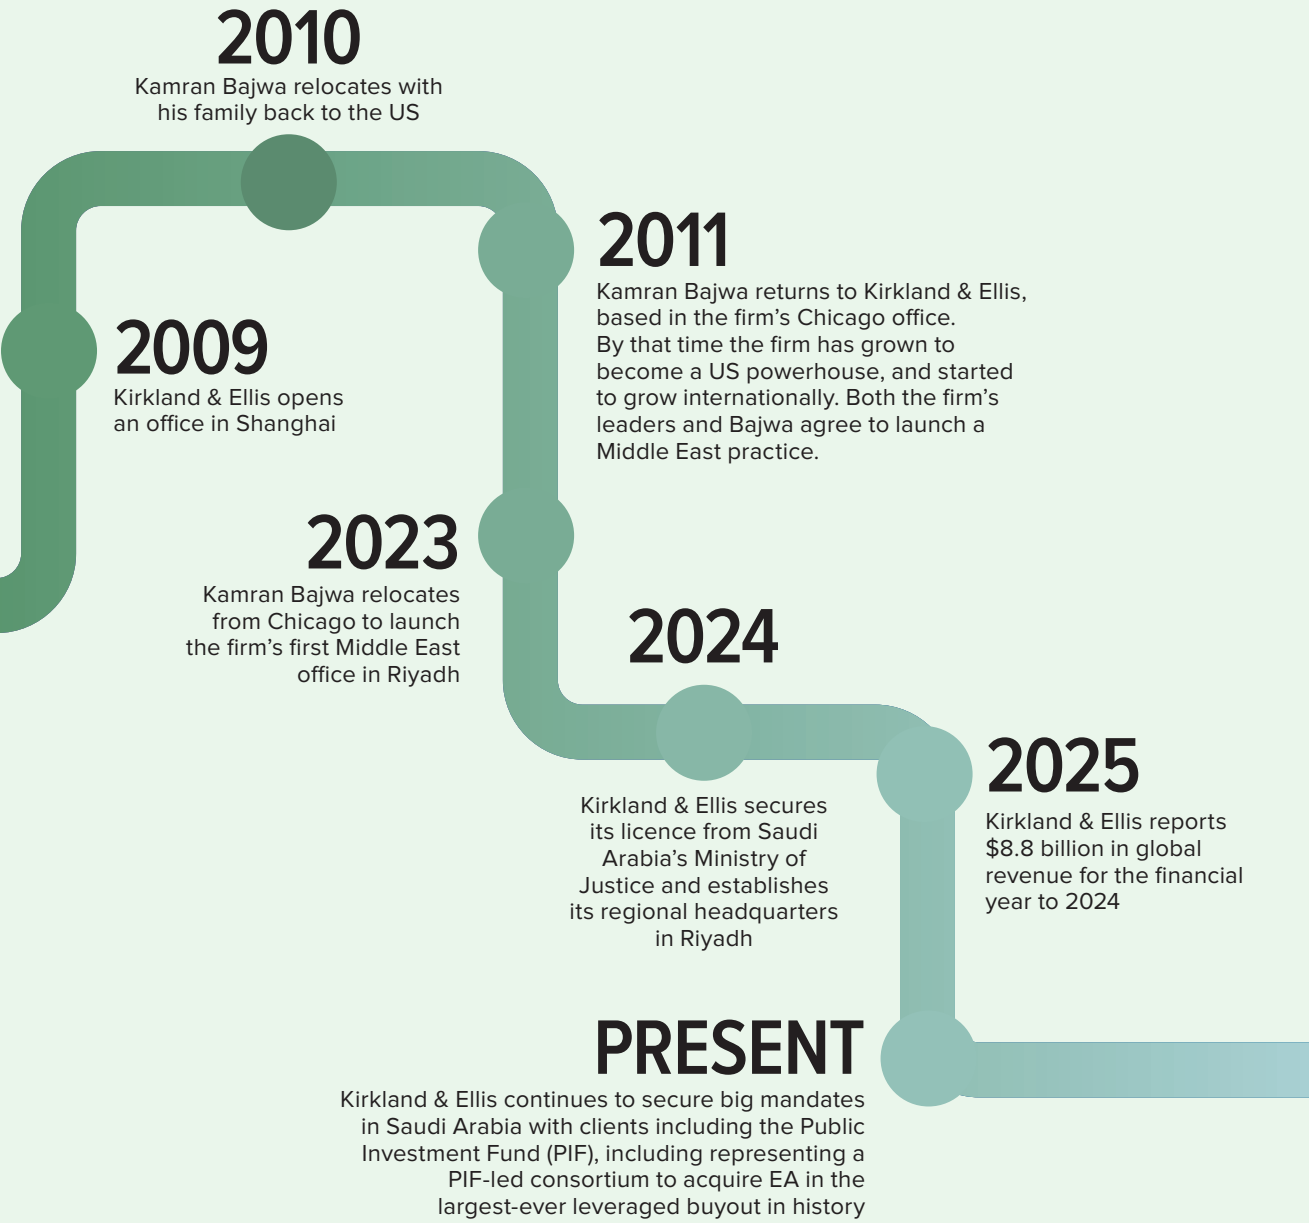 2010
Kamran Bajwa relocates with
his family back to the US
2009
Kirkland & Ellis opens
an office in Shanghai
2011
Kamran Bajwa returns to Kirkland & Ellis,
based in the firm's Chicago office.
By that time the firm has grown to
become a US powerhouse, and started
to grow internationally. Both the firm's
leaders and Bajwa agree to launch a
Middle East practice.
2023
Kamran Bajwa relocates
from Chicago to launch
the firm's first Middle East
office in Riyadh
2024
Kirkland & Ellis secures
its licence from Saudi
Arabia's Ministry of
Justice and establishes
its regional headquarters
in Riyadh
2025
Kirkland & Ellis reports
$8.8 billion in global
revenue for the financial
year to 2024
PRESENT
Kirkland & Ellis continues to secure big mandates
in Saudi Arabia with clients including the Public
Investment Fund (PIF), including representing a
PIF-led consortium to acquire EA in the
largest-ever leveraged buyout in history